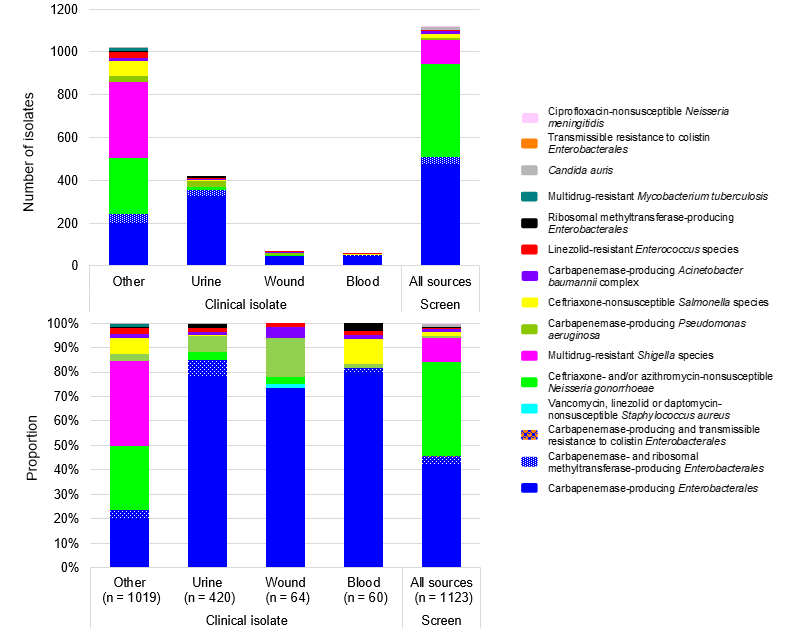 Number of isolates
1200
1000
800
600
400
200
0
Other
Urine
Wound
Blood
All sources
Clinical isolate
Screen
Proportion
100%
90%
80%
70%
60%
50%
40%
30%
20%
10%
0%
Other
(n = 1019)
Urine
(n = 420)
Wound
(n = 64)
Blood
(n = 60)
All sources
(n = 1123)
Clinical isolate
Screen
Ciprofloxacin-nonsusceptible Neisseria
meningitidis
Transmissible resistance to colistin
Enterobacterales
Candida auris
Multidrug-resistant Mycobacterium tuberculosis
Ribosomal methyltransferase-producing
Enterobacterales
Linezolid-resistant Enterococcus species
Carbapenemase-producing Acinetobacter
baumannii complex
Ceftriaxone-nonsusceptible Salmonella species
Carbapenemase-producing Pseudomonas
aeruginosa
Multidrug-resistant Shigella species
Ceftriaxone- and/or azithromycin-nonsusceptible
Neisseria gonorrhoeae
Vancomycin, linezolid or daptomycin-
nonsusceptible Staphylococcus aureus
Carbapenemase-producing and transmissible
resistance to colistin Enterobacterales
Carbapenemase- and ribosomal
methyltransferase-producing Enterobacterales
Carbapenemase-producing Enterobacterales